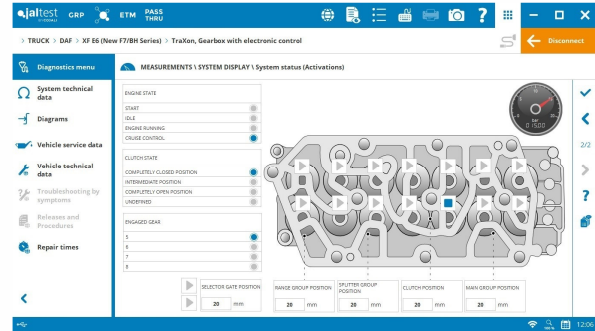 jaltest GRP ETM PASS THRU
> TRUCK > DAF > XF E6 (New F7/BH Series) > TraXon, Gearbox with electronic control
Disconnect
Diagnostics menu
MEASUREMENTS \ SYSTEM DISPLAY \ System status (Activations)
System technical data
Diagrams
Vehicle service data
Vehicle technical data
Troubleshooting by symptoms
Releases and Procedures
Repair times
ENGINE STATE
START
IDLE
ENGINE RUNNING
CRUISE CONTROL
CLUTCH STATE
COMPLETELY CLOSED POSITION
INTERMEDIATE POSITION
COMPLETELY OPEN POSITION
UNDEFINED
ENGAGED GEAR
5
6
7
8
bar
0 15.00
2/2
SELECTOR GATE POSITION
20 mm
RANGE GROUP POSITION
20 mm
SPLITTER GROUP POSITION
20 mm
CLUTCH POSITION
20 mm
MAIN GROUP POSITION
20 mm
100 %
12:06